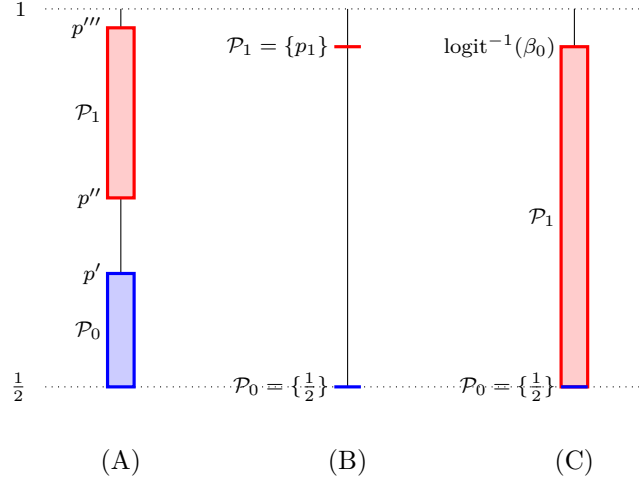 1
p′′′
𝒫₁
p′′
p′
𝒫₀
½
(A)
𝒫₁ = {p₁}
𝒫₀ = {½}
(B)
logit⁻¹(β₀)
𝒫₁
𝒫₀ = {½}
(C)